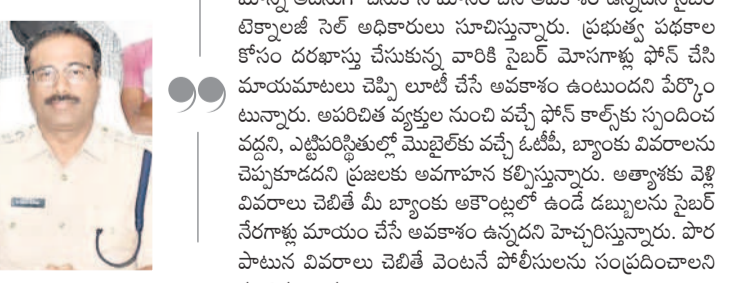 టెక్నాలజీ సెల్ అధికారులు సూచిస్తున్నారు. ప్రభుత్వ పథకాల
కోసం దరఖాస్తు చేసుకున్న వారికి సైబర్ మోసగాళ్లు ఫోన్ చేసి
మాయమాటలు చెప్పి లూటీ చేసే అవకాశం ఉంటుందని పేర్కొం
టున్నారు. అపరిచిత వ్యక్తుల నుంచి వచ్చే ఫోన్ కాల్స్‌కు స్పందించ
వద్దని, ఎట్టిపరిస్థితుల్లో మొబైల్‌కు వచ్చే ఓటీపీ, బ్యాంకు వివరాలను
చెప్పకూడదని ప్రజలకు అవగాహన కల్పిస్తున్నారు. అత్యాశకు వెళ్లి
వివరాలు చెబితే మీ బ్యాంకు అకౌంట్లలో ఉండే డబ్బులను సైబర్
నేరగాళ్లు మాయం చేసే అవకాశం ఉన్నదని హెచ్చరిస్తున్నారు. పొర
పాటున వివరాలు చెబితే వెంటనే పోలీసులను సంప్రదించాలని